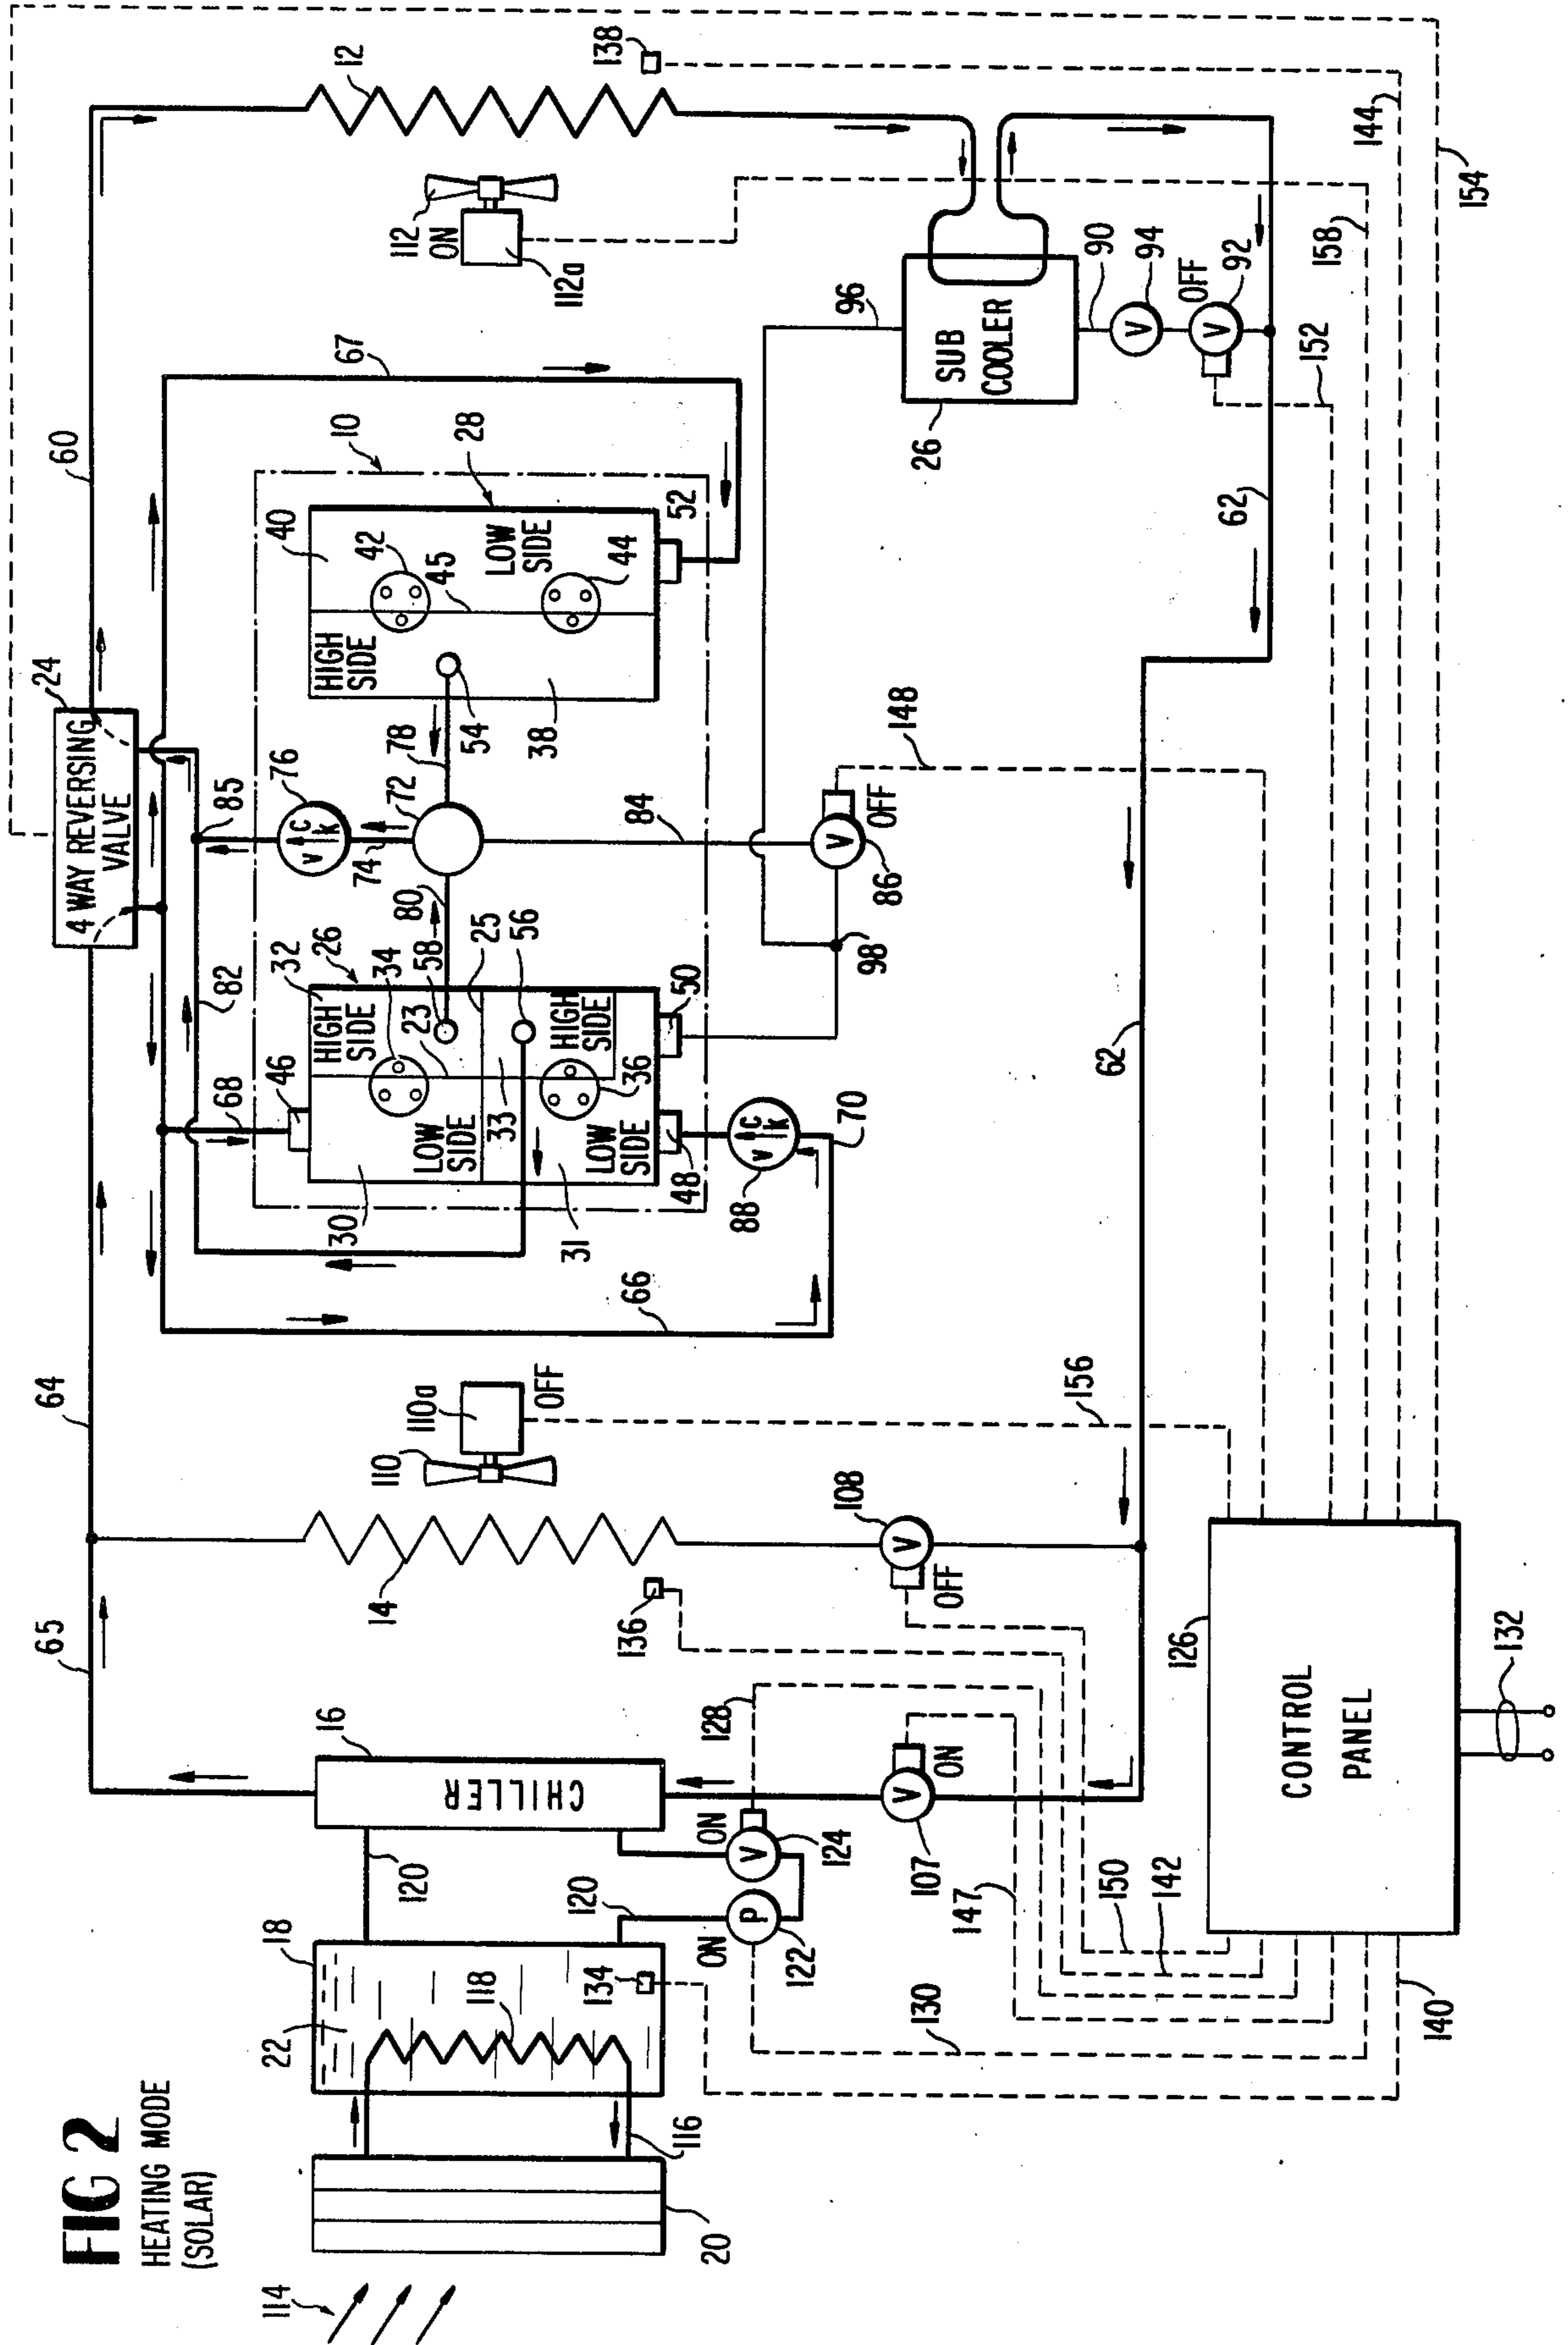 FIG 2
HEATING MODE
(SOLAR)
114
20
116
22
18
118
134
120
120
ON
P
122
V
ON
124
128
130
CHILLER
16
65
64
107
V
ON
147
14
136
110
110a
OFF
108
V
OFF
156
66
62
4 WAY REVERSING
VALVE
24
60
82
85
68
46
32
26
HIGH
SIDE
34
23
58
25
56
LOW
SIDE
33
HIGH
SIDE
36
LOW
SIDE
30
31
48
50
88
v c k
70
80
72
74
76
v c k
78
84
86
V
OFF
98
148
54
38
HIGH
SIDE
40
42
45
LOW
SIDE
44
28
10
52
67
12
138
112
ON
112a
96
SUB
COOLER
26
90
94
V
OFF
92
V
152
62
158
144
154
150
142
140
CONTROL
PANEL
126
132